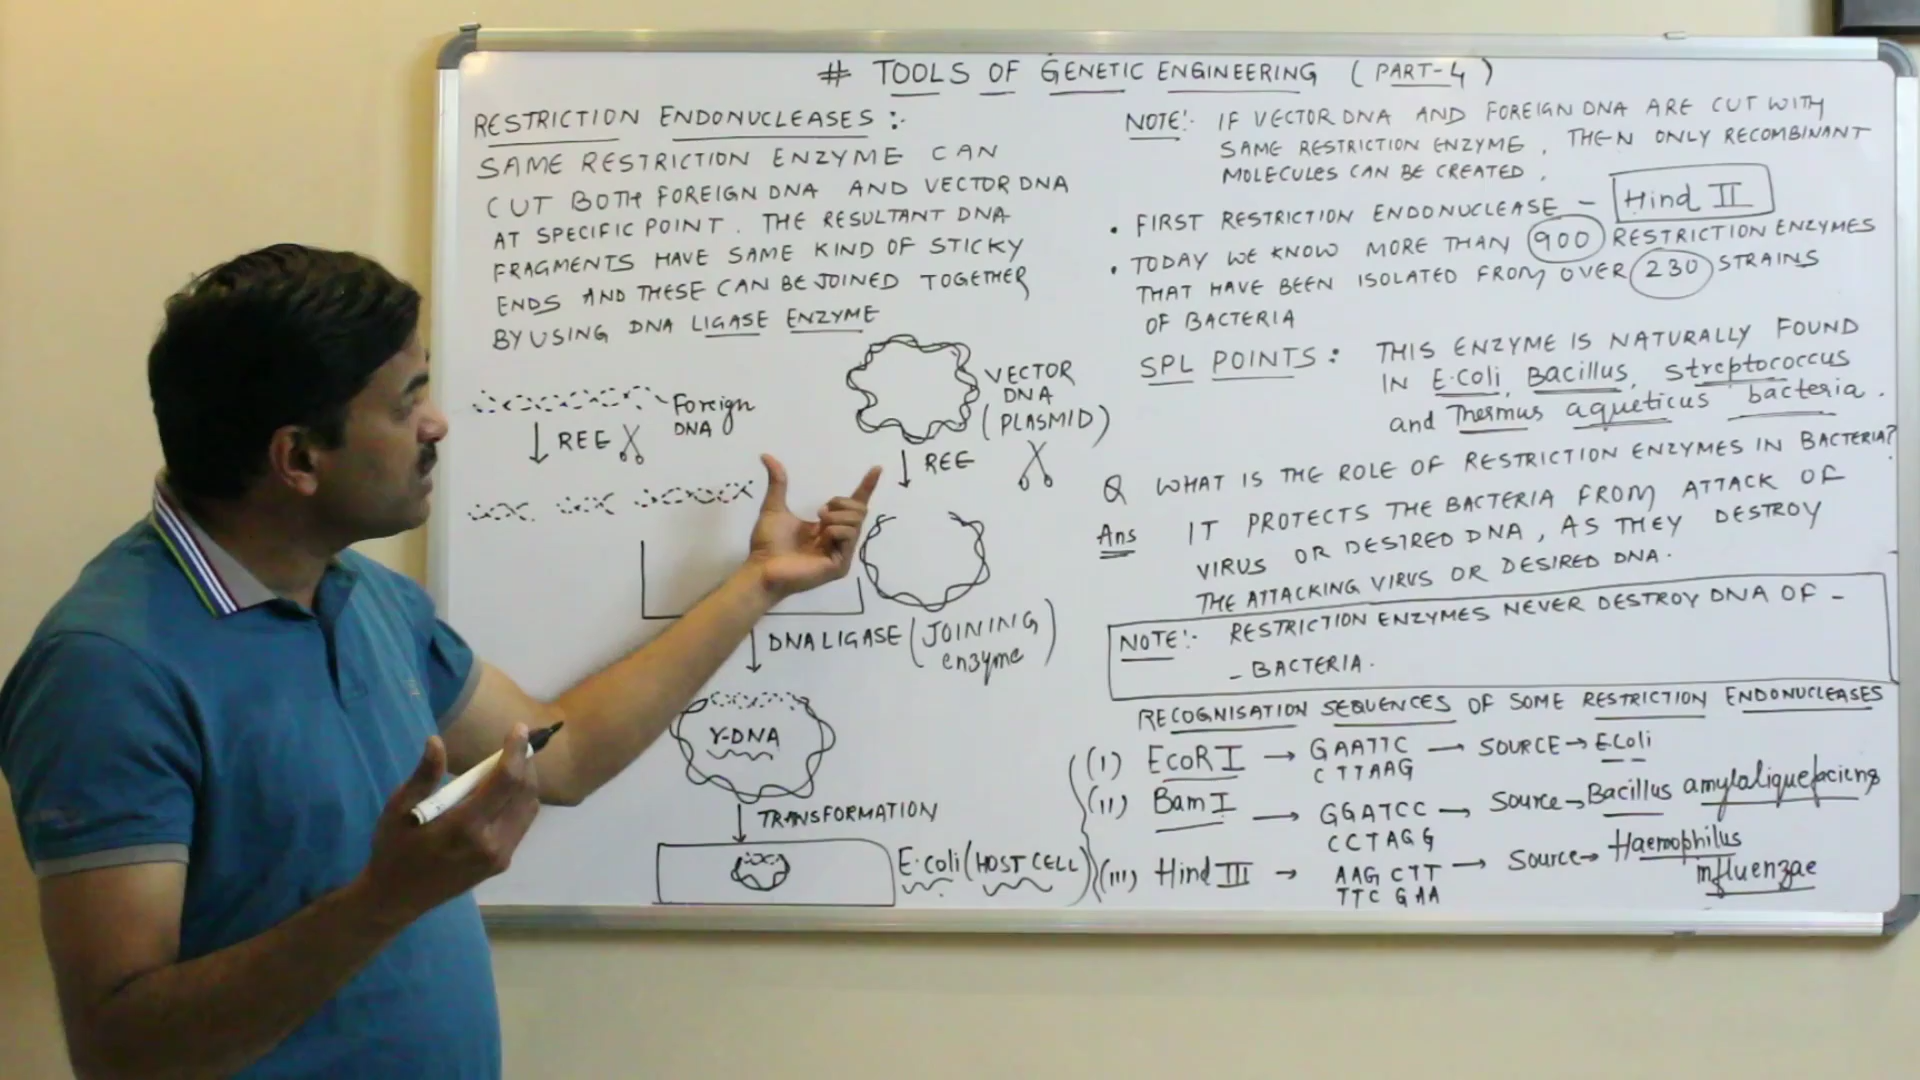 # TOOLS OF GENETIC ENGINEERING (PART-4)
RESTRICTION ENDONUCLEASES :-
SAME RESTRICTION ENZYME CAN
CUT BOTH FOREIGN DNA AND VECTOR DNA
AT SPECIFIC POINT. THE RESULTANT DNA
FRAGMENTS HAVE SAME KIND OF STICKY
ENDS AND THESE CAN BE JOINED TOGETHER
BY USING DNA LIGASE ENZYME
Foreign
DNA
REE
VECTOR
DNA
(PLASMID)
REE
DNA LIGASE (JOINING
enzyme)
r-DNA
TRANSFORMATION
E.coli (HOST CELL)
NOTE:- IF VECTOR DNA AND FOREIGN DNA ARE CUT WITH
SAME RESTRICTION ENZYME, THEN ONLY RECOMBINANT
MOLECULES CAN BE CREATED.
• FIRST RESTRICTION ENDONUCLEASE - Hind II
• TODAY WE KNOW MORE THAN 900 RESTRICTION ENZYMES
THAT HAVE BEEN ISOLATED FROM OVER 230 STRAINS
OF BACTERIA
SPL POINTS: THIS ENZYME IS NATURALLY FOUND
IN E.Coli, Bacillus, Streptococcus
and Thermus aqueticus bacteria.
Q WHAT IS THE ROLE OF RESTRICTION ENZYMES IN BACTERIA?
Ans IT PROTECTS THE BACTERIA FROM ATTACK OF
VIRUS OR DESIRED DNA, AS THEY DESTROY
THE ATTACKING VIRUS OR DESIRED DNA.
NOTE:- RESTRICTION ENZYMES NEVER DESTROY DNA OF -
- BACTERIA.
RECOGNISATION SEQUENCES OF SOME RESTRICTION ENDONUCLEASES
(I) EcoR I → GAATTC → SOURCE → E.Coli
CTTAAG
(II) Bam I → GGATCC → Source → Bacillus amylaliquefaciens
CCTAGG
(III) Hind III → AAG CTT → Source → Haemophilus
TTC GAA influenzae